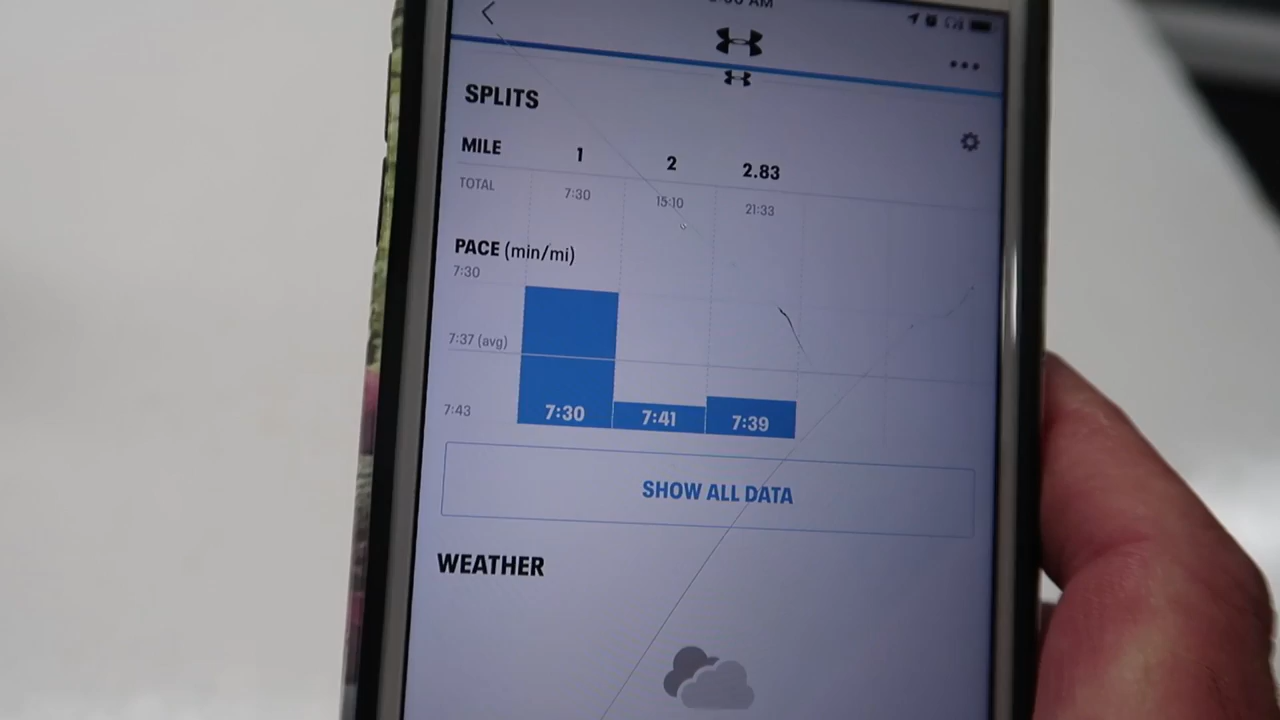 AM
SPLITS
MILE 1 2 2.83
TOTAL 7:30 15:10 21:33
PACE (min/mi)
7:30
7:37 (avg)
7:43
7:30 7:41 7:39
SHOW ALL DATA
WEATHER